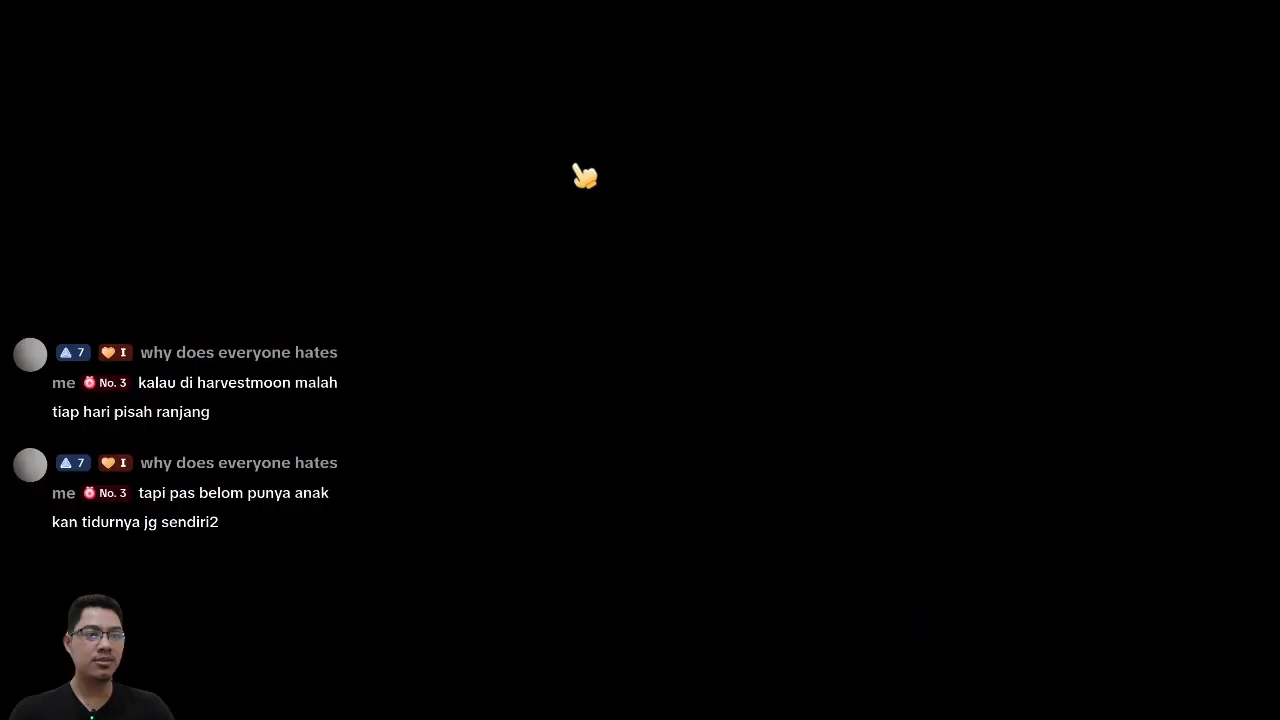 7 I why does everyone hates
me No. 3 kalau di harvestmoon malah
tiap hari pisah ranjang
7 I why does everyone hates
me No. 3 tapi pas belom punya anak
kan tidurnya jg sendiri2